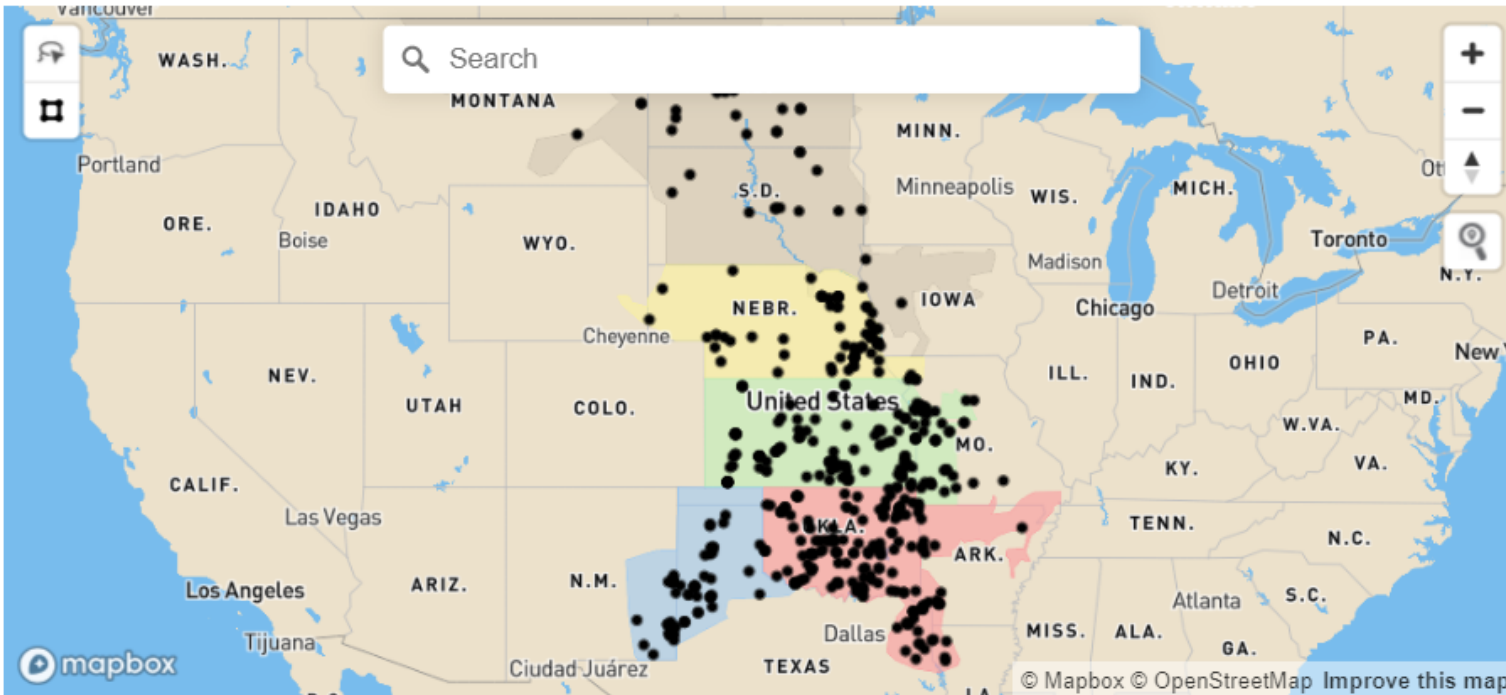 Vancouver
WASH.
Search
MONTANA
MINN.
Portland
S.D.
Minneapolis
WIS.
MICH.
ORE.
IDAHO
Boise
WYO.
Toronto
Madison
Detroit
N.Y.
NEBR.
IOWA
Chicago
Cheyenne
PA.
New
NEV.
UTAH
COLO.
United States
ILL.
IND.
OHIO
MD.
W.VA.
MO.
KY.
VA.
CALIF.
Las Vegas
KLA.
TENN.
N.C.
ARK.
Los Angeles
ARIZ.
N.M.
Atlanta
S.C.
Tijuana
Dallas
MISS.
ALA.
GA.
mapbox
Ciudad Juárez
TEXAS
© Mapbox © OpenStreetMap Improve this map